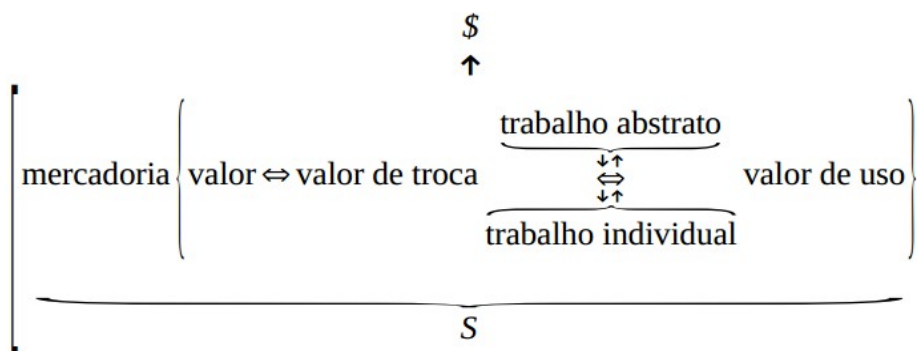 $
↑
trabalho abstrato
mercadoria { valor ⇔ valor de troca ↓↑ ⇔ ↓↑ valor de uso }
trabalho individual
S